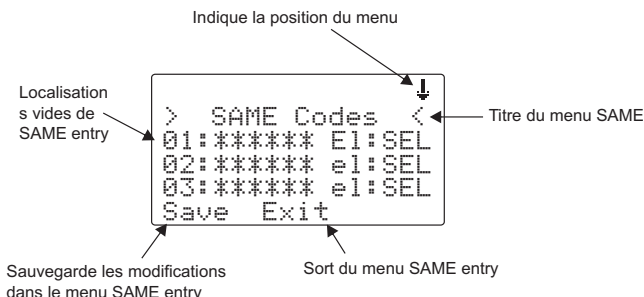 Indique la position du menu
Localisation
s vides de
SAME entry
> SAME Codes <
Titre du menu SAME
01:****** El:SEL
02:****** el:SEL
03:****** el:SEL
Save Exit
Sauvegarde les modifications
dans le menu SAME entry
Sort du menu SAME entry